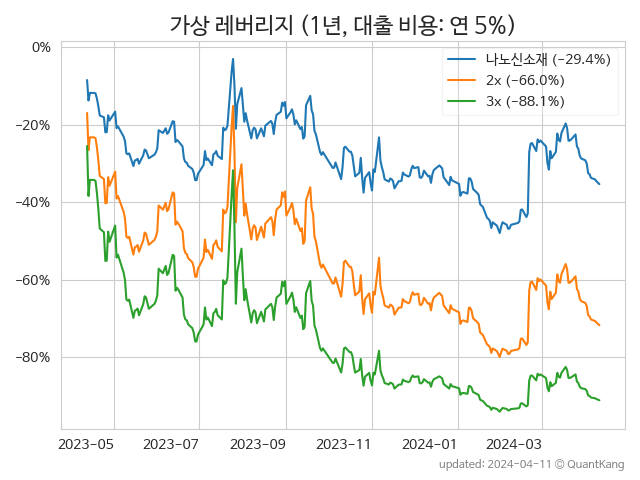 가상 레버리지 (1년, 대출 비용: 연 5%)
나노신소재 (−29.4%)
2x (−66.0%)
3x (−88.1%)
0%
−20%
−40%
−60%
−80%
2023-05 2023-07 2023-09 2023-11 2024-01 2024-03
updated: 2024-04-11 © QuantKang